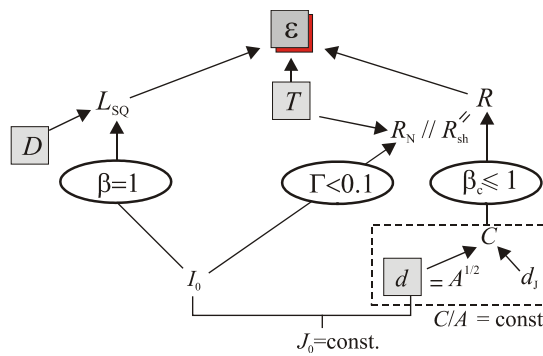 ε
L_SQ
T
R
D
R_N // R_sh
=
β=1
Γ<0.1
β_c ≤ 1
C
I_0
d = A^1/2
d_J
C/A = const
J_0=const.